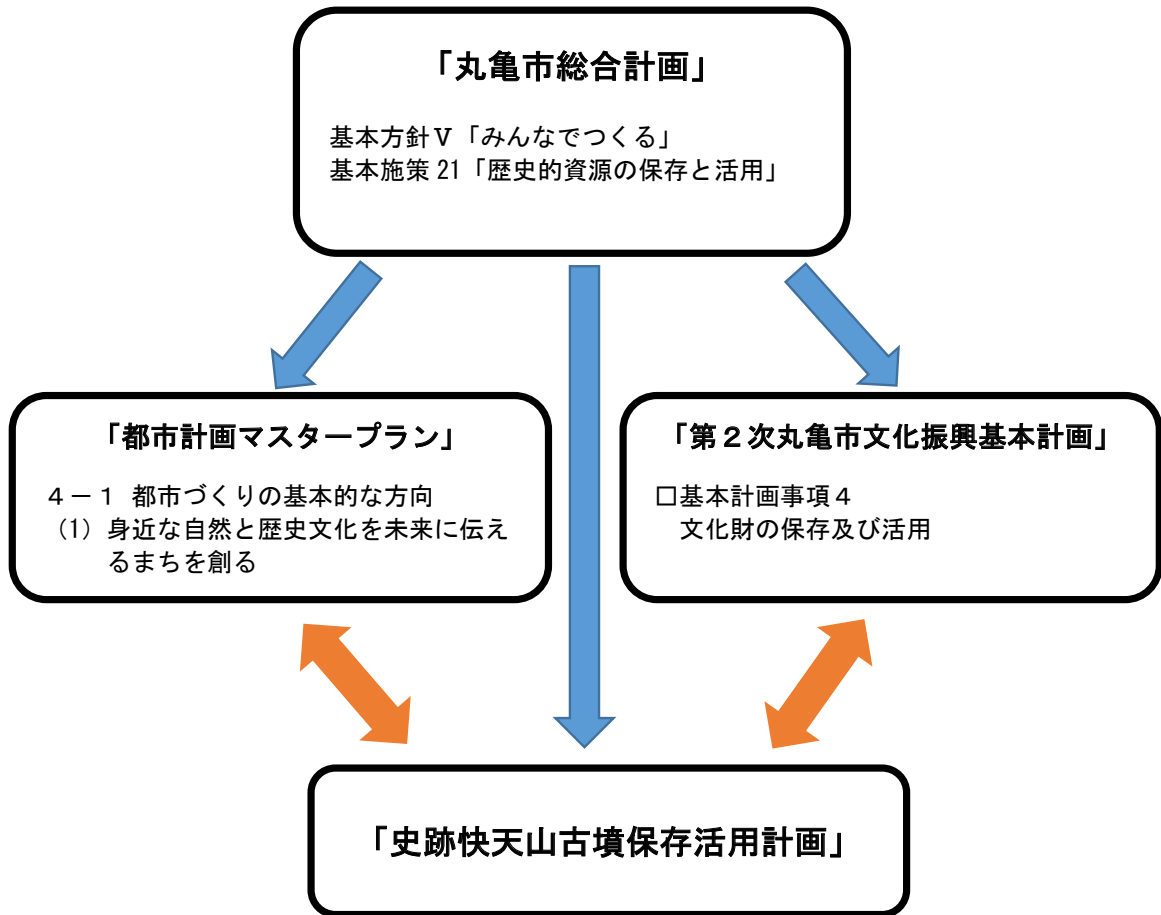 「丸亀市総合計画」
基本方針Ⅴ「みんなでつくる」
基本施策 21「歴史的資源の保存と活用」
「都市計画マスタープラン」
４－１ 都市づくりの基本的な方向
(1) 身近な自然と歴史文化を未来に伝え
るまちを創る
「第２次丸亀市文化振興基本計画」
□基本計画事項４
文化財の保存及び活用
「史跡快天山古墳保存活用計画」